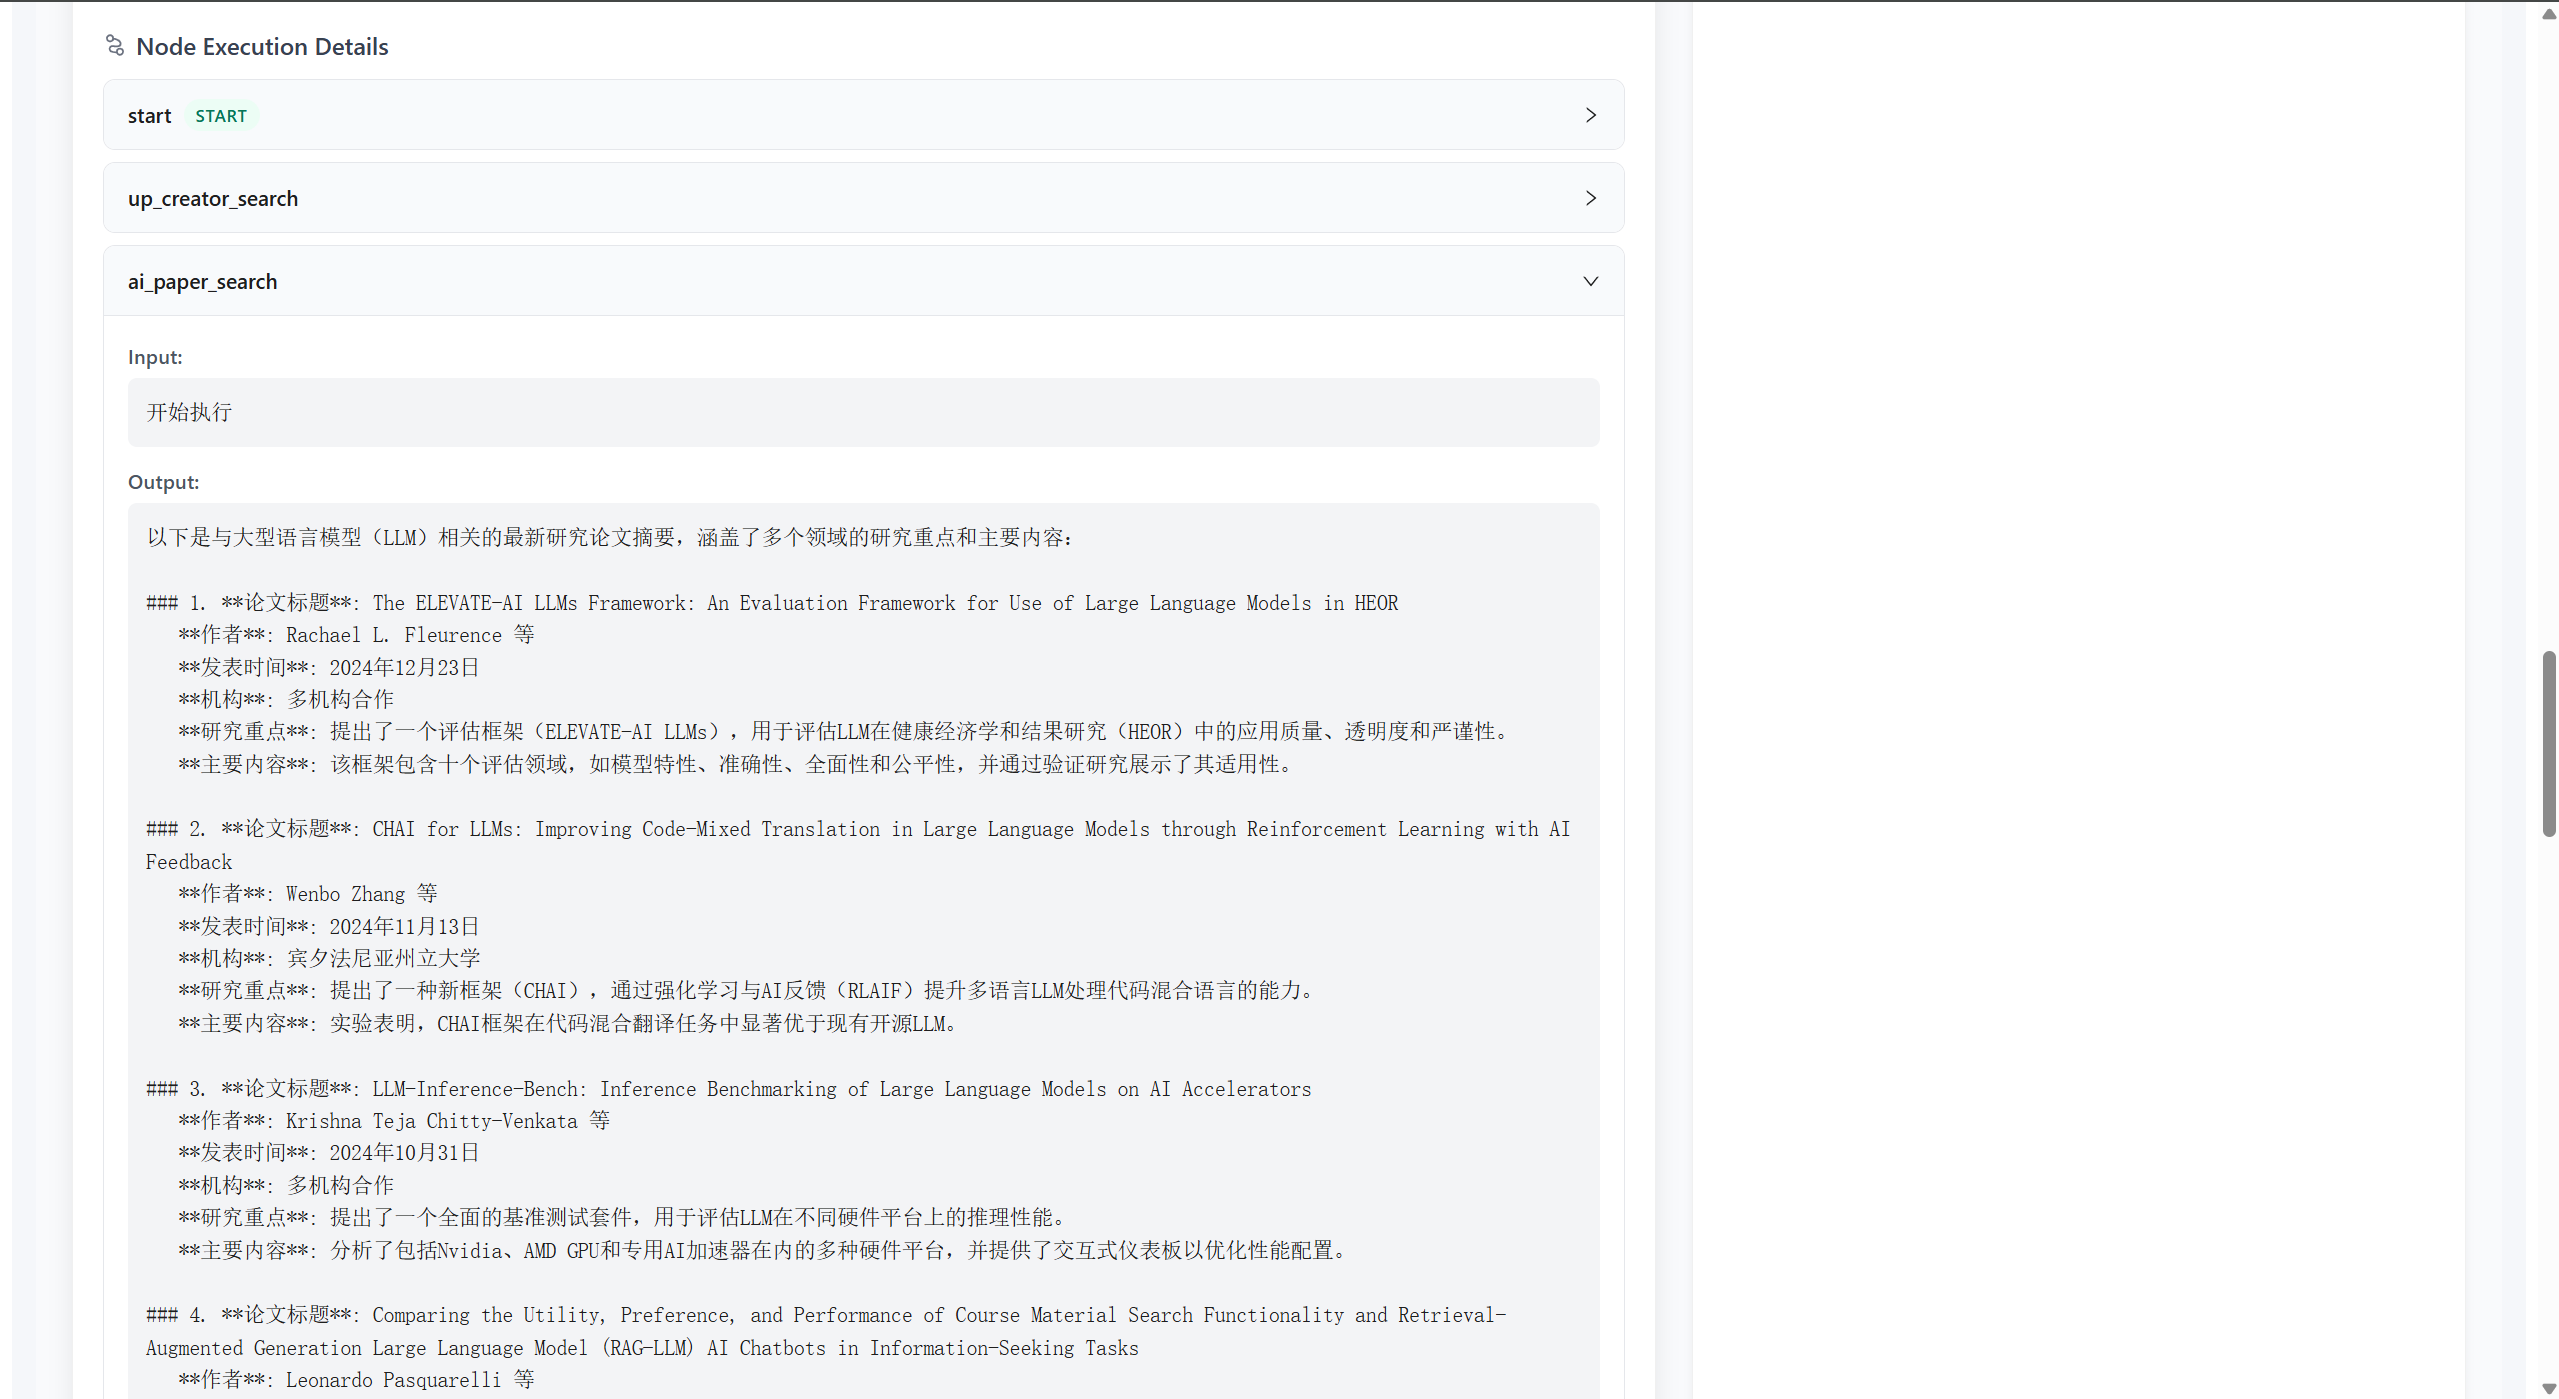 Node Execution Details
start START
up_creator_search
ai_paper_search
Input:
开始执行
Output:
以下是与大型语言模型（LLM）相关的最新研究论文摘要，涵盖了多个领域的研究重点和主要内容：
### 1. **论文标题**: The ELEVATE-AI LLMs Framework: An Evaluation Framework for Use of Large Language Models in HEOR
**作者**: Rachael L. Fleurence 等
**发表时间**: 2024年12月23日
**机构**: 多机构合作
**研究重点**: 提出了一个评估框架（ELEVATE-AI LLMs），用于评估LLM在健康经济学和结果研究（HEOR）中的应用质量、透明度和严谨性。
**主要内容**: 该框架包含十个评估领域，如模型特性、准确性、全面性和公平性，并通过验证研究展示了其适用性。
### 2. **论文标题**: CHAI for LLMs: Improving Code-Mixed Translation in Large Language Models through Reinforcement Learning with AI
Feedback
**作者**: Wenbo Zhang 等
**发表时间**: 2024年11月13日
**机构**: 宾夕法尼亚州立大学
**研究重点**: 提出了一种新框架（CHAI），通过强化学习与AI反馈（RLAIF）提升多语言LLM处理代码混合语言的能力。
**主要内容**: 实验表明，CHAI框架在代码混合翻译任务中显著优于现有开源LLM。
### 3. **论文标题**: LLM-Inference-Bench: Inference Benchmarking of Large Language Models on AI Accelerators
**作者**: Krishna Teja Chitty-Venkata 等
**发表时间**: 2024年10月31日
**机构**: 多机构合作
**研究重点**: 提出了一个全面的基准测试套件，用于评估LLM在不同硬件平台上的推理性能。
**主要内容**: 分析了包括Nvidia、AMD GPU和专用AI加速器在内的多种硬件平台，并提供了交互式仪表板以优化性能配置。
### 4. **论文标题**: Comparing the Utility, Preference, and Performance of Course Material Search Functionality and Retrieval-
Augmented Generation Large Language Model (RAG-LLM) AI Chatbots in Information-Seeking Tasks
**作者**: Leonardo Pasquarelli 等